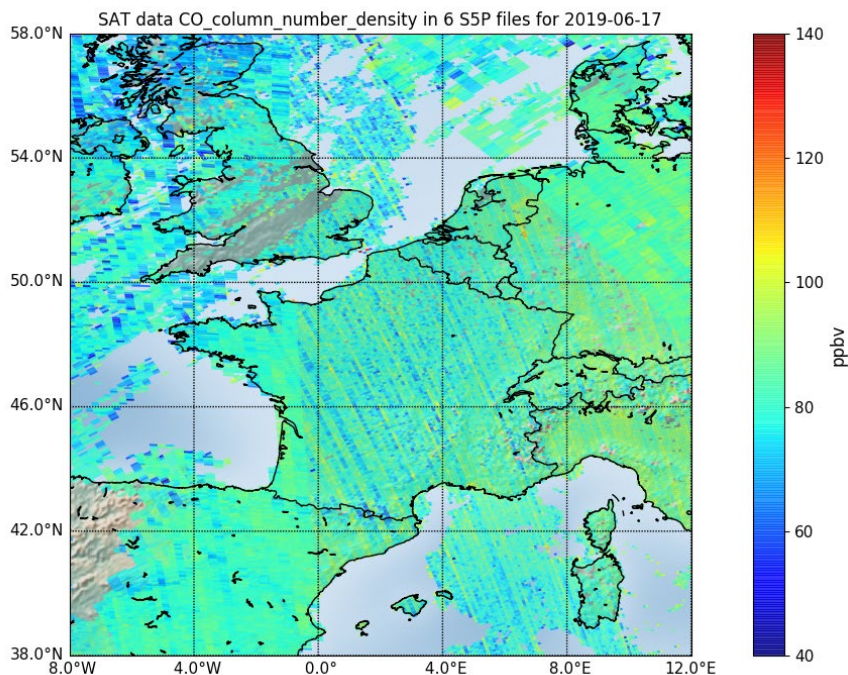 SAT data CO_column_number_density in 6 S5P files for 2019-06-17
58.0°N
54.0°N
50.0°N
46.0°N
42.0°N
38.0°N
8.0°W
4.0°W
0.0°
4.0°E
8.0°E
12.0°E
140
120
100
80
60
40
ppbv